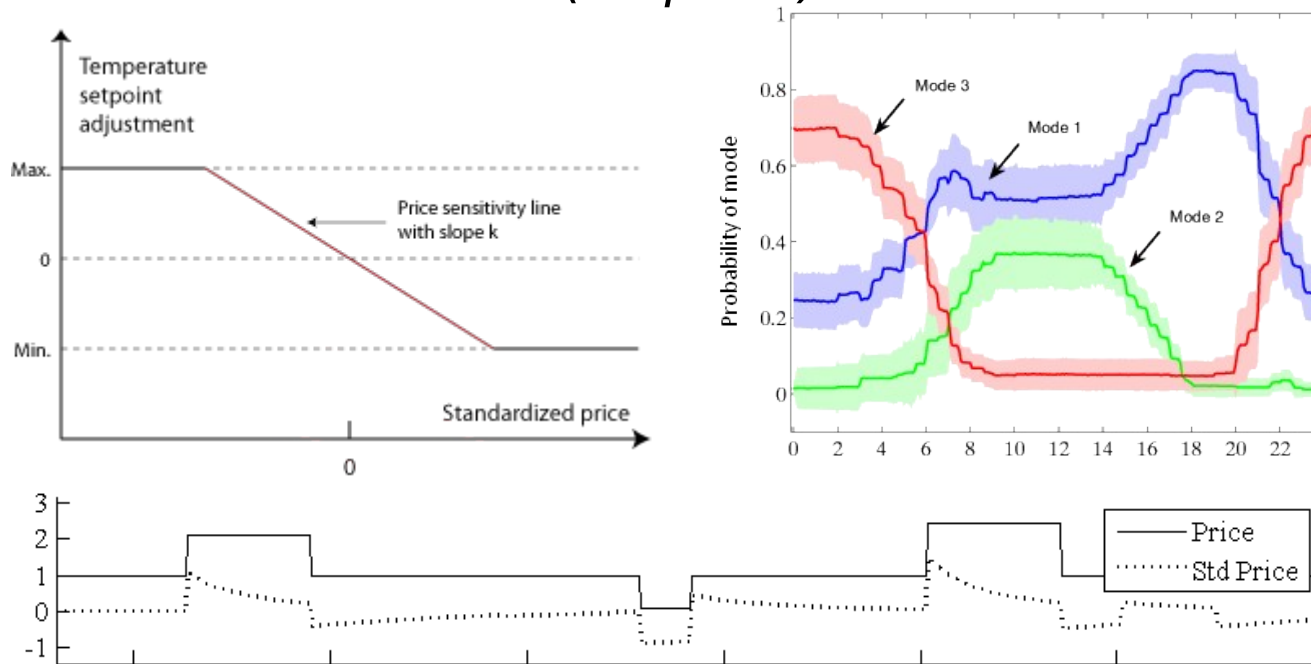 Temperature
setpoint
adjustment
Max.
0
Min.
Price sensitivity line
with slope k
Standardized price
0
Probability of mode
1
0.8
0.6
0.4
0.2
0
Mode 3
Mode 1
Mode 2
0 2 4 6 8 10 12 14 16 18 20 22
3
2
1
0
-1
Price
Std Price